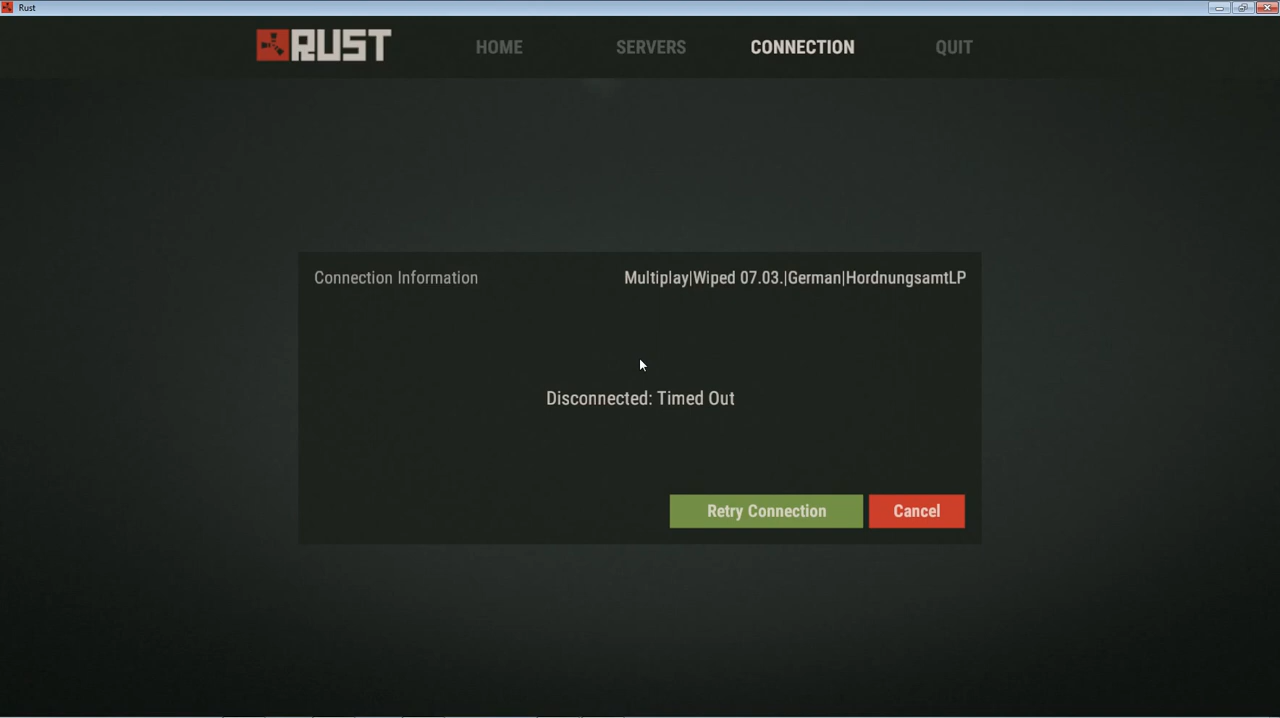 Rust
RUST HOME SERVERS CONNECTION QUIT
Connection Information Multiplay|Wiped 07.03.|German|HordnungsamtLP
Disconnected: Timed Out
Retry Connection Cancel